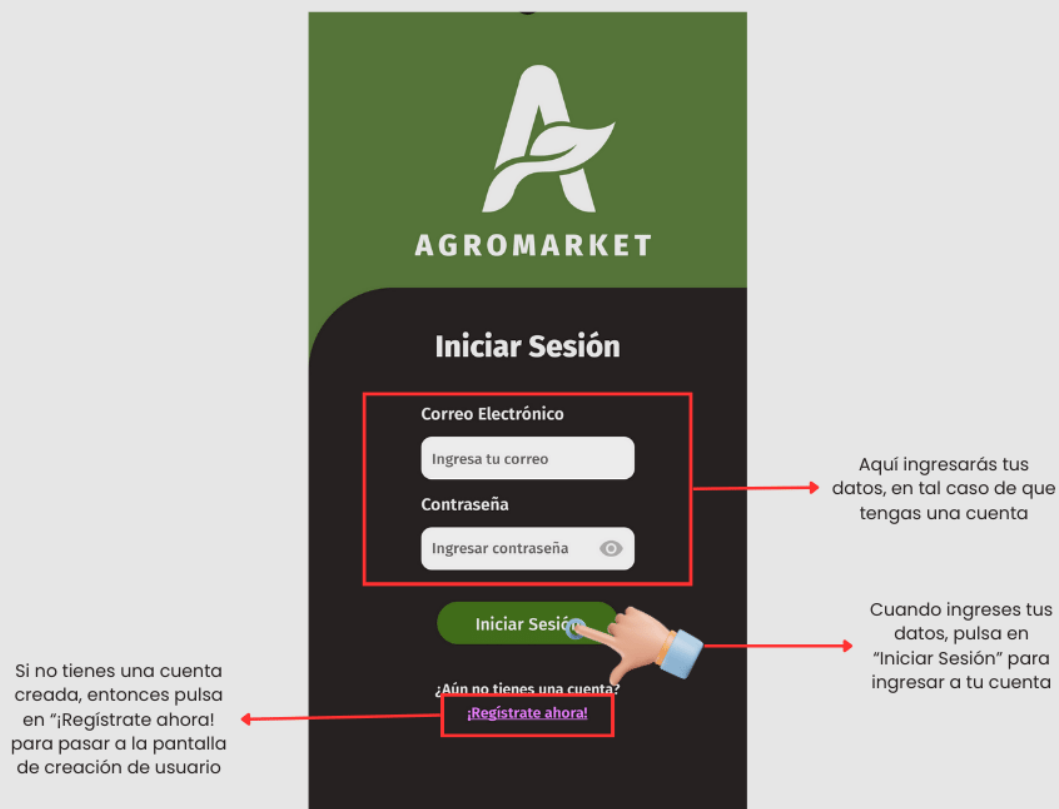 AGROMARKET
Iniciar Sesión
Correo Electrónico
Ingresa tu correo
Contraseña
Ingresar contraseña
Iniciar Sesión
¿Aún no tienes una cuenta?
¡Regístrate ahora!
Aquí ingresarás tus
datos, en tal caso de que
tengas una cuenta
Cuando ingreses tus
datos, pulsa en
“Iniciar Sesión” para
ingresar a tu cuenta
Si no tienes una cuenta
creada, entonces pulsa
en “¡Regístrate ahora!
para pasar a la pantalla
de creación de usuario